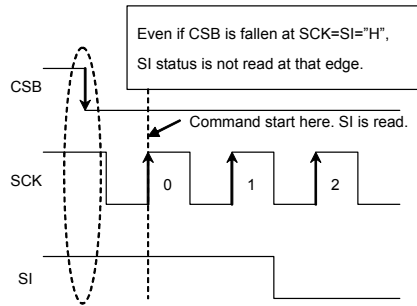 Even if CSB is fallen at SCK=SI="H",
SI status is not read at that edge.
CSB
Command start here. SI is read.
SCK
0
1
2
SI